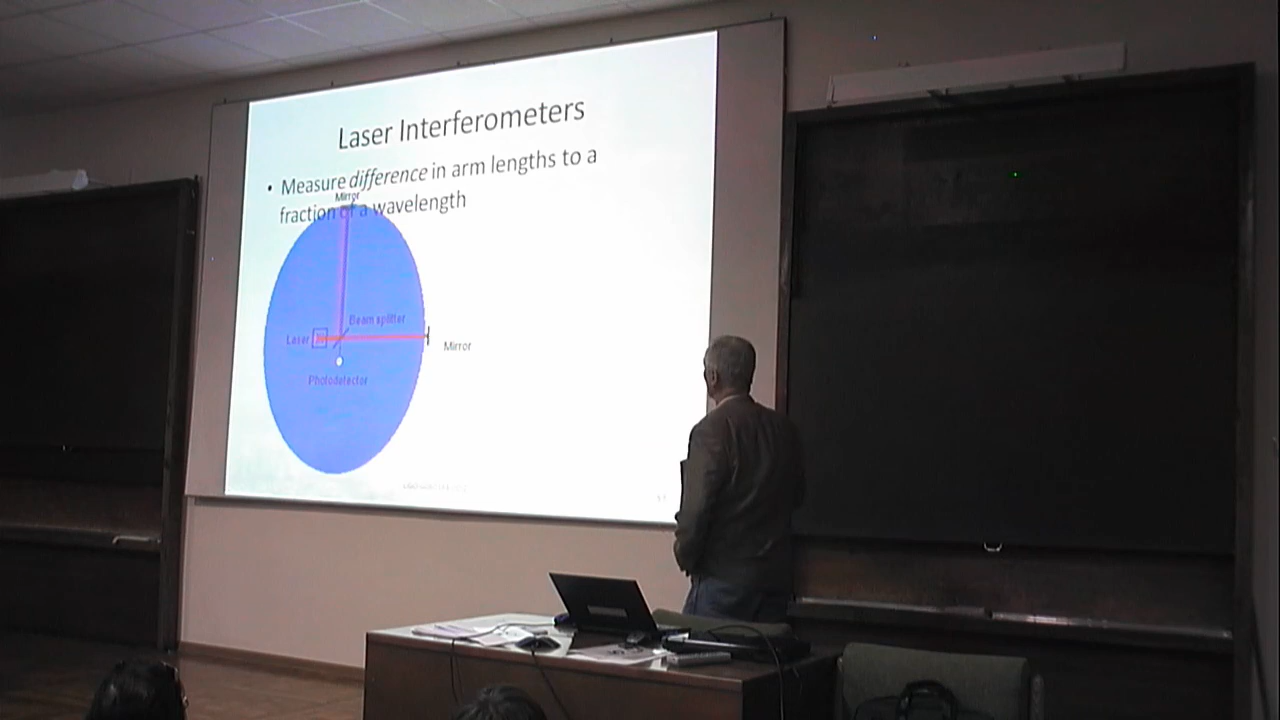 Laser Interferometers
• Measure difference in arm lengths to a
fraction of a wavelength
Mirror
Beam splitter
Laser
Mirror
Photodetector